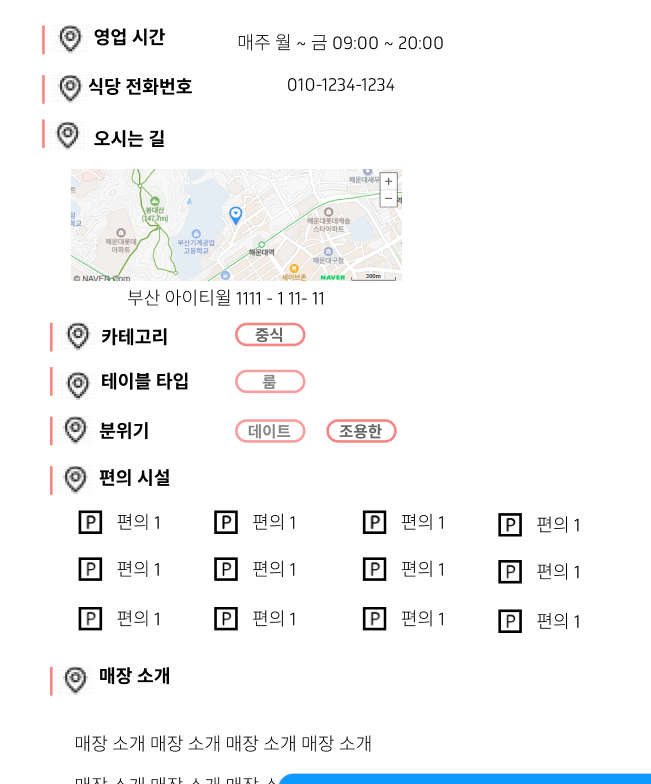 영업 시간 매주 월 ~ 금 09:00 ~ 20:00
식당 전화번호 010-1234-1234
오시는 길
해운대세무
+
−
봉대산
(147.7m)
해운대롯데캐슬
스타아파트
해운대롯데
아파트
부산기계공업
고등학교
해운대역
해운대구청
세이브존
© NAVER Corp.
NAVER
300m
부산 아이티윌 1111 - 1 11- 11
카테고리 중식
테이블 타입 룸
분위기 데이트 조용한
편의 시설
P 편의 1 P 편의 1 P 편의 1 P 편의 1
P 편의 1 P 편의 1 P 편의 1 P 편의 1
P 편의 1 P 편의 1 P 편의 1 P 편의 1
매장 소개
매장 소개 매장 소개 매장 소개 매장 소개
매장 소개 매장 소개 매장